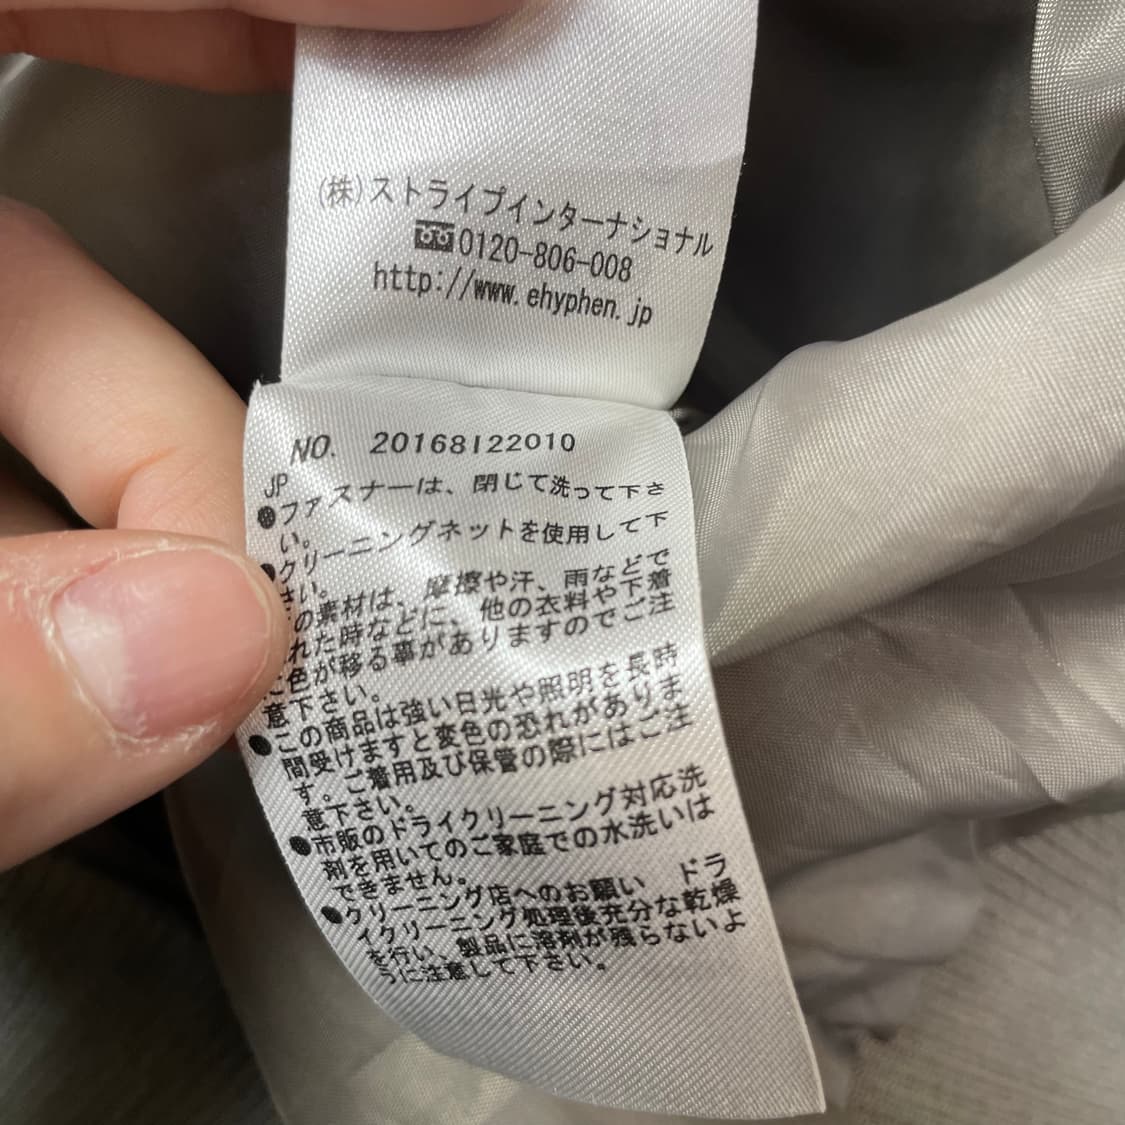 (株)ストライプインターナショナル
0120-806-008
http://www.ehyphen.jp
NO. 20168122010
JP
●ファスナーは、閉じて洗って下さ
い。
●クリーニングネットを使用して下
さい。
の素材は、摩擦や汗、雨などで
れた時などに、他の衣料や下着
に色が移る事がありますのでご注
意下さい。
●この商品は強い日光や照明を長時
間受けますと変色の恐れがありま
す。ご着用及び保管の際にはご注
意下さい。
●市販のドライクリーニング対応洗
剤を用いてのご家庭での水洗いは
できません。
●クリーニング店へのお願い ドラ
イクリーニング処理後充分な乾燥
を行い、製品に溶剤が残らないよ
うに注意して下さい。